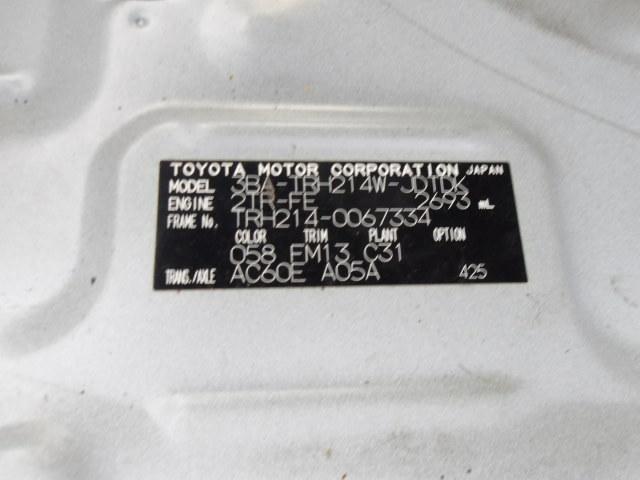 TOYOTA MOTOR CORPORATION JAPAN
MODEL 3BA-TRH214W-JDTDK
ENGINE 2TR-FE 2693 mL
FRAME No. TRH214-0067334
COLOR TRIM PLANT OPTION
058 FM13 C31
TRANS./AXLE AC60E A05A 425